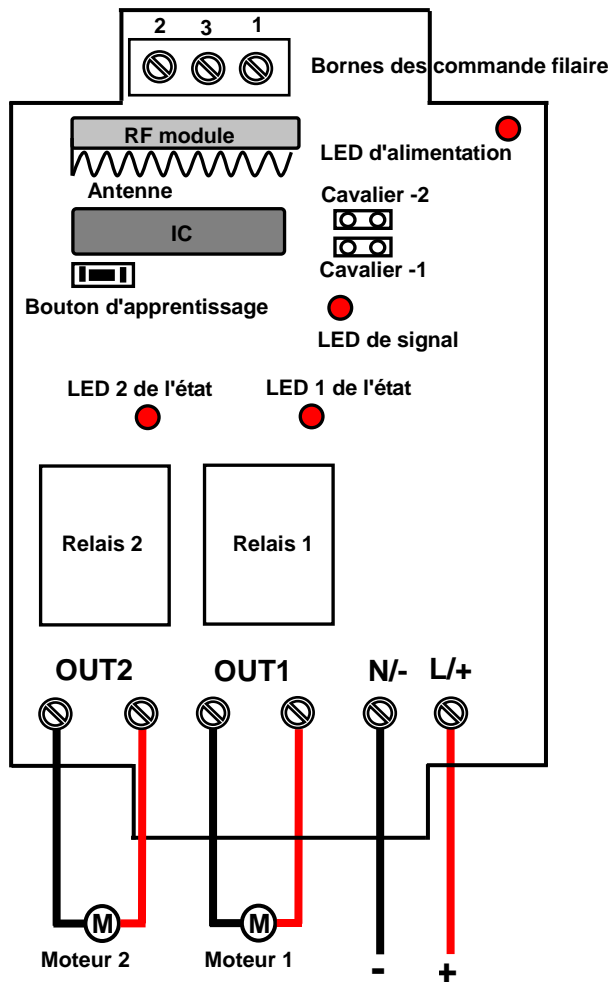 2 3 1
Bornes des commande filaire
RF module
LED d'alimentation
Antenne
Cavalier -2
IC
Cavalier -1
Bouton d'apprentissage
LED de signal
LED 2 de l'état
LED 1 de l'état
Relais 2
Relais 1
OUT2 OUT1 N/- L/+
M M
Moteur 2 Moteur 1
- +